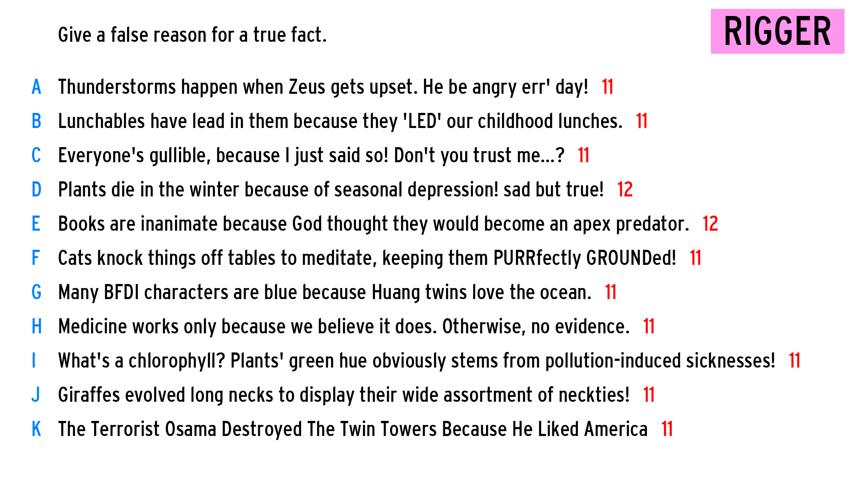 Give a false reason for a true fact.
RIGGER
A Thunderstorms happen when Zeus gets upset. He be angry err' day! 11
B Lunchables have lead in them because they 'LED' our childhood lunches. 11
C Everyone's gullible, because I just said so! Don't you trust me...? 11
D Plants die in the winter because of seasonal depression! sad but true! 12
E Books are inanimate because God thought they would become an apex predator. 12
F Cats knock things off tables to meditate, keeping them PURRfectly GROUNDed! 11
G Many BFDI characters are blue because Huang twins love the ocean. 11
H Medicine works only because we believe it does. Otherwise, no evidence. 11
I What's a chlorophyll? Plants' green hue obviously stems from pollution-induced sicknesses! 11
J Giraffes evolved long necks to display their wide assortment of neckties! 11
K The Terrorist Osama Destroyed The Twin Towers Because He Liked America 11